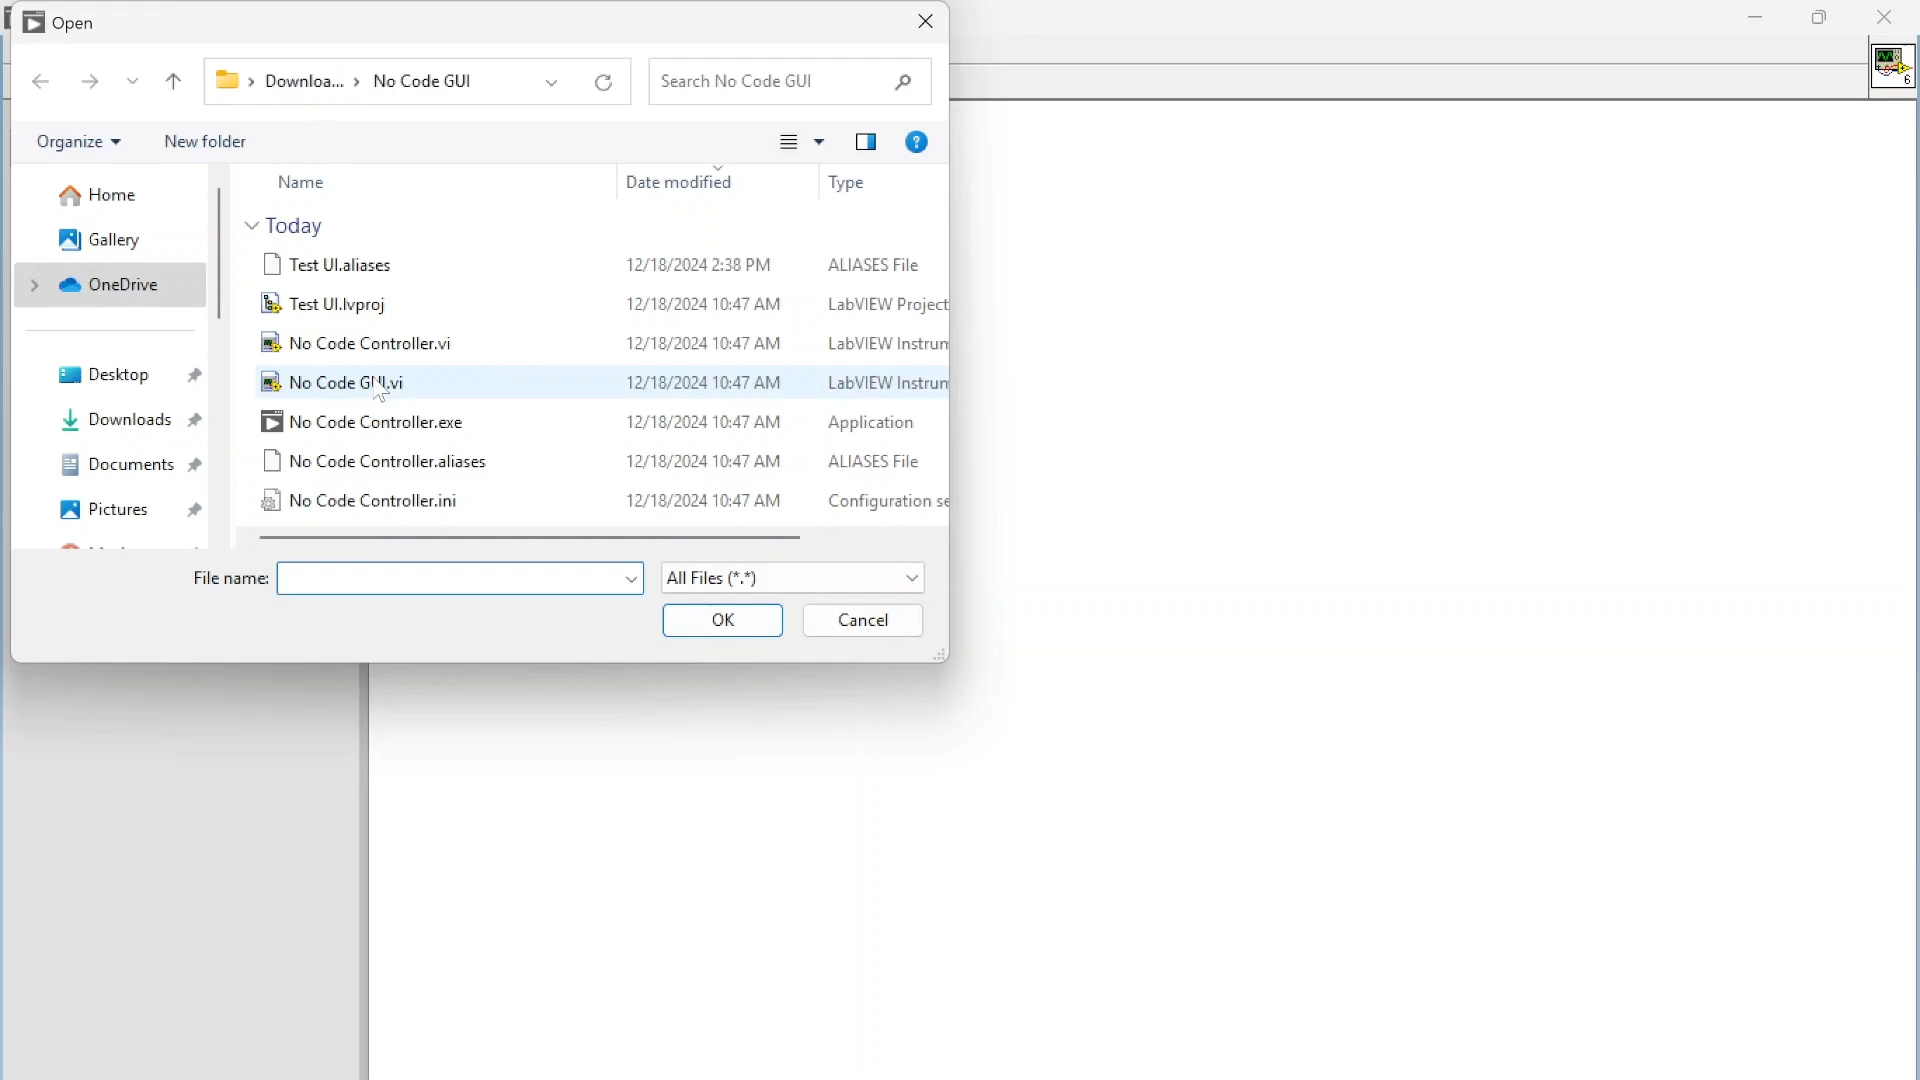 Open
Downloa... > No Code GUI
Search No Code GUI
Organize
New folder
Name
Date modified
Type
Home
Gallery
OneDrive
Desktop
Downloads
Documents
Pictures
Today
Test UI.aliases 12/18/2024 2:38 PM ALIASES File
Test UI.lvproj 12/18/2024 10:47 AM LabVIEW Project
No Code Controller.vi 12/18/2024 10:47 AM LabVIEW Instrum
No Code GUI.vi 12/18/2024 10:47 AM LabVIEW Instrum
No Code Controller.exe 12/18/2024 10:47 AM Application
No Code Controller.aliases 12/18/2024 10:47 AM ALIASES File
No Code Controller.ini 12/18/2024 10:47 AM Configuration se
File name:
All Files (*.*)
OK
Cancel
6